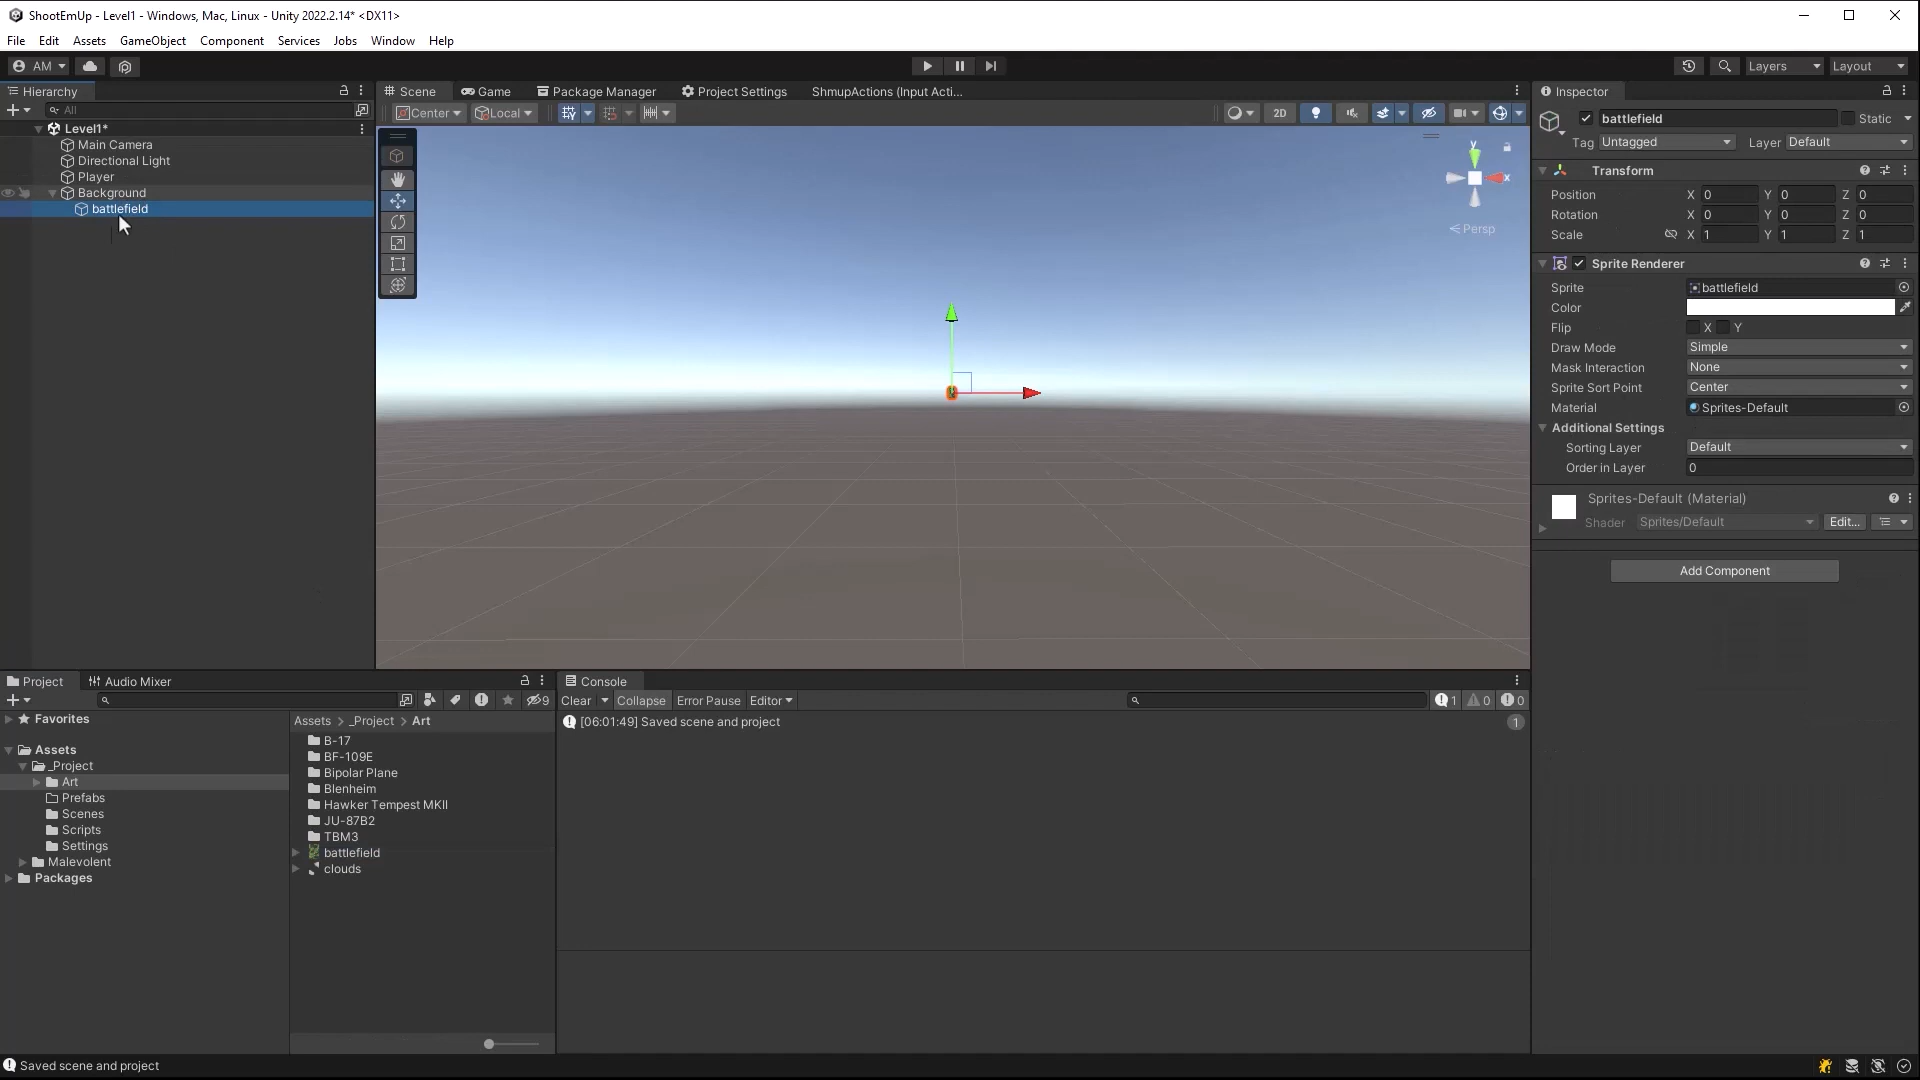 ShootEmUp - Level1 - Windows, Mac, Linux - Unity 2022.2.14* <DX11>
File Edit Assets GameObject Component Services Jobs Window Help
AM Layers Layout
Hierarchy
All
Level1*
Main Camera
Directional Light
Player
Background
battlefield
Scene Game Package Manager Project Settings ShmupActions (Input Acti...
Center Local 2D
y
x
Persp
Inspector
battlefield Static
Tag Untagged Layer Default
Transform
Position X 0 Y 0 Z 0
Rotation X 0 Y 0 Z 0
Scale X 1 Y 1 Z 1
Sprite Renderer
Sprite battlefield
Color
Flip X Y
Draw Mode Simple
Mask Interaction None
Sprite Sort Point Center
Material Sprites-Default
Additional Settings
Sorting Layer Default
Order in Layer 0
Sprites-Default (Material)
Shader Sprites/Default Edit...
Add Component
Project Audio Mixer
9
Favorites
Assets
_Project
Art
Prefabs
Scenes
Scripts
Settings
Malevolent
Packages
Assets > _Project > Art
B-17
BF-109E
Bipolar Plane
Blenheim
Hawker Tempest MKII
JU-87B2
TBM3
battlefield
clouds
Console
Clear Collapse Error Pause Editor 1 0 0
[06:01:49] Saved scene and project 1
Saved scene and project